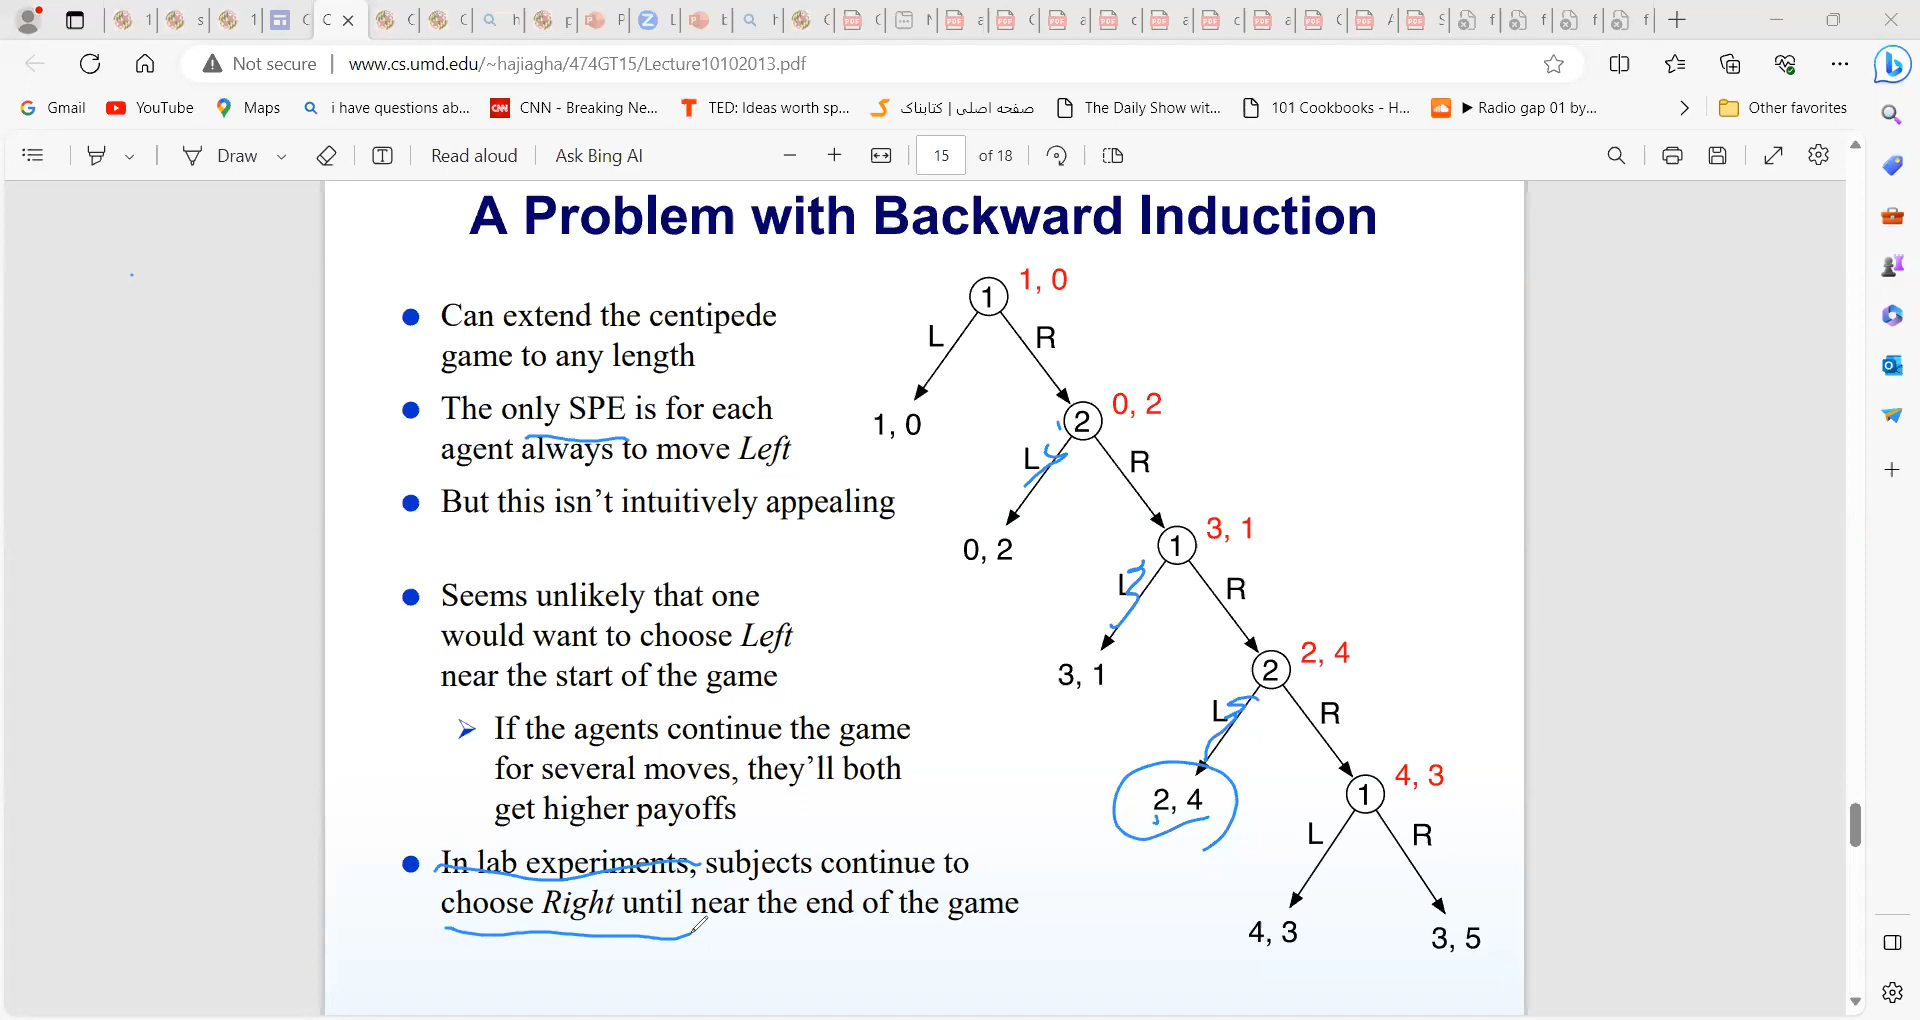 Not secure | www.cs.umd.edu/~hajiagha/474GT15/Lecture10102013.pdf
Gmail YouTube Maps i have questions ab... CNN - Breaking Ne... TED: Ideas worth sp... صفحه اصلی | کتابناک The Daily Show wit... 101 Cookbooks - H... ▶ Radio gap 01 by... Other favorites
Draw Read aloud Ask Bing AI 15 of 18
A Problem with Backward Induction
● Can extend the centipede
game to any length
● The only SPE is for each
agent always to move Left
● But this isn't intuitively appealing
● Seems unlikely that one
would want to choose Left
near the start of the game
➢ If the agents continue the game
for several moves, they'll both
get higher payoffs
● In lab experiments, subjects continue to
choose Right until near the end of the game
1 1, 0
L R
1, 0
2 0, 2
L R
0, 2
1 3, 1
L R
3, 1
2 2, 4
L R
2, 4
1 4, 3
L R
4, 3 3, 5